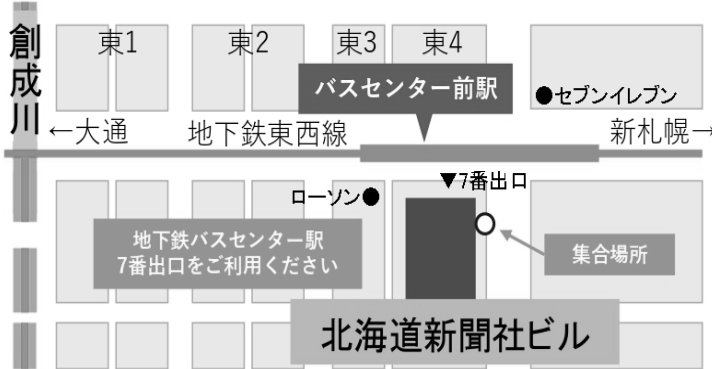 創成川
東1
東2
東3
東4
バスセンター前駅
●セブンイレブン
←大通
地下鉄東西線
新札幌→
▼7番出口
ローソン●
地下鉄バスセンター駅
7番出口をご利用ください
集合場所
北海道新聞社ビル